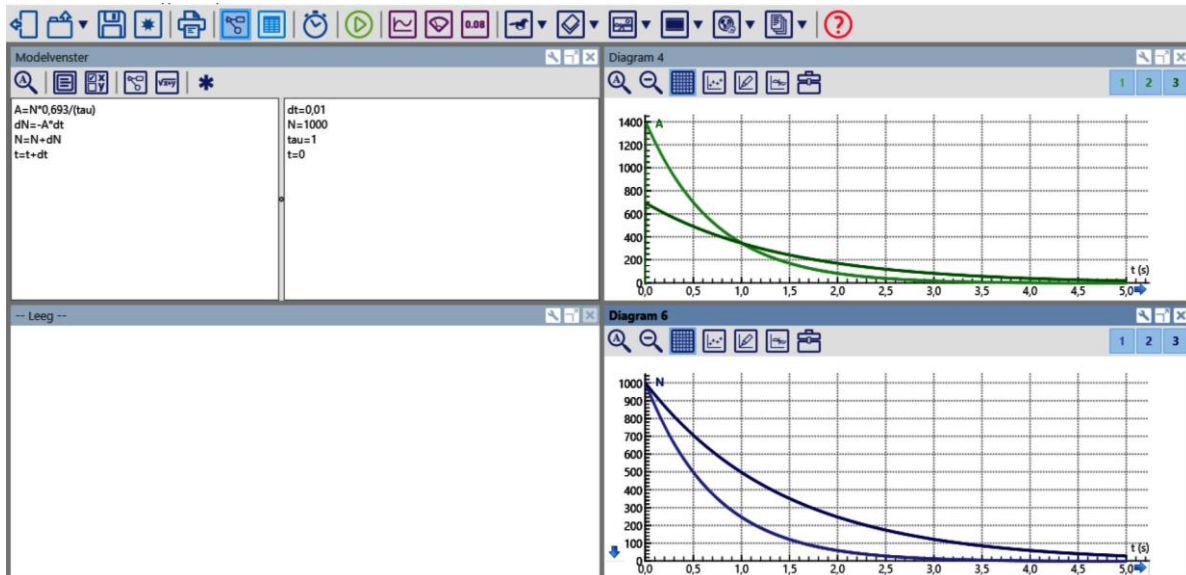 0.08
?
Modelvenster
A
x=y
A=N*0,693/(tau)
dN=-A*dt
N=N+dN
t=t+dt
dt=0,01
N=1000
tau=1
t=0
-- Leeg --
Diagram 4
A
1 2 3
A
1400
1200
1000
800
600
400
200
0
t (s)
0,0 0,5 1,0 1,5 2,0 2,5 3,0 3,5 4,0 4,5 5,0
Diagram 6
A
1 2 3
N
1000
900
800
700
600
500
400
300
200
100
t (s)
0,0 0,5 1,0 1,5 2,0 2,5 3,0 3,5 4,0 4,5 5,0